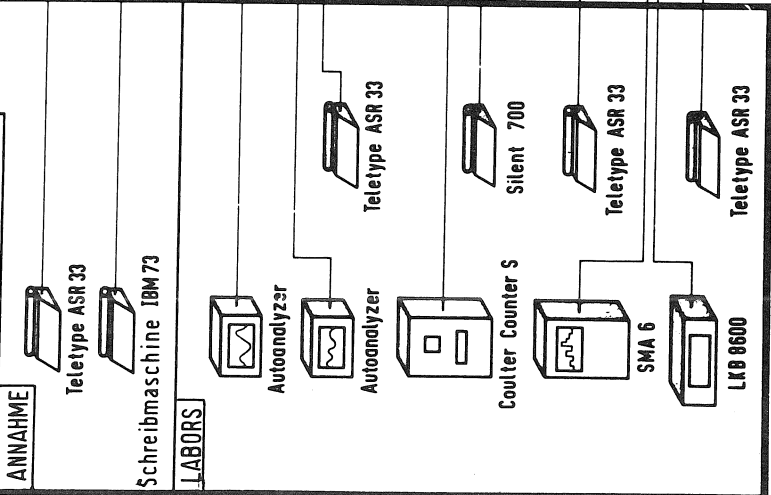 ANNAHME
Teletype ASR 33
Schreibmaschine IBM 73
LABORS
Autoanalyzer
Autoanalyzer
Teletype ASR 33
Coulter Counter S
Silent 700
SMA 6
Teletype ASR 33
LKB 8600
Teletype ASR 33